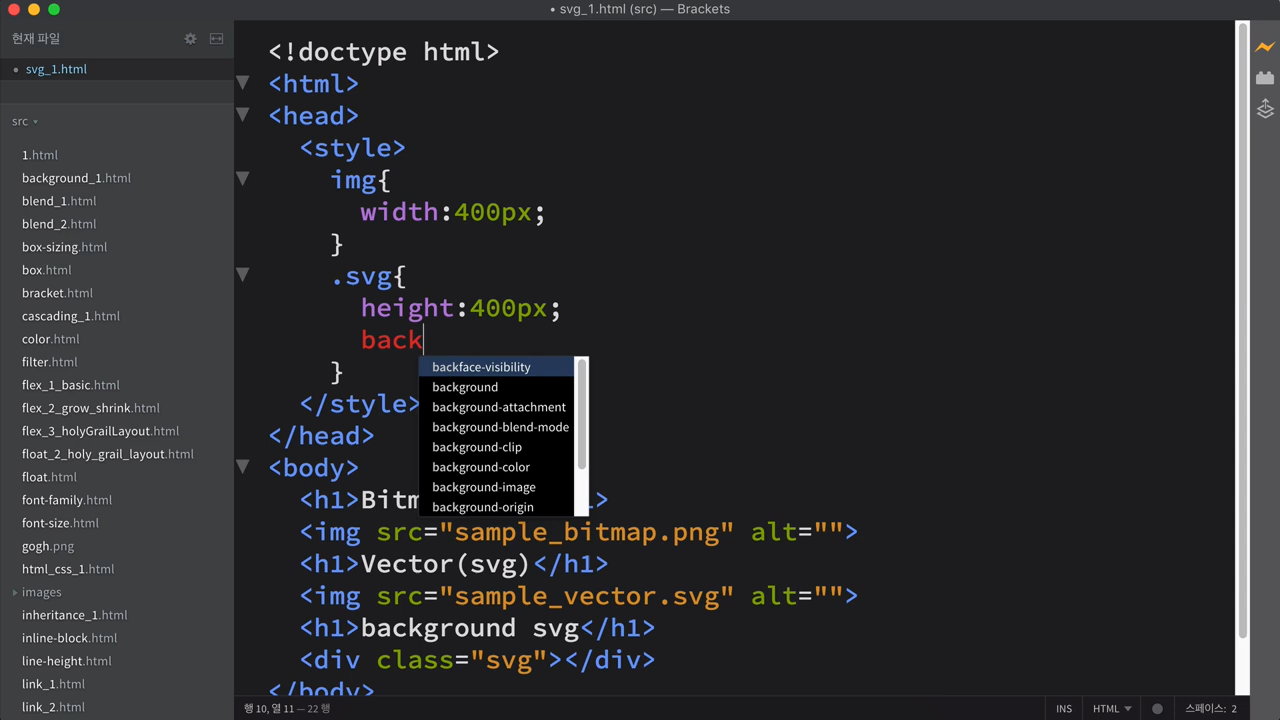 • svg_1.html (src) — Brackets
현재 파일
• svg_1.html
src
1.html
background_1.html
blend_1.html
blend_2.html
box-sizing.html
box.html
bracket.html
cascading_1.html
color.html
filter.html
flex_1_basic.html
flex_2_grow_shrink.html
flex_3_holyGrailLayout.html
float_2_holy_grail_layout.html
float.html
font-family.html
font-size.html
gogh.png
html_css_1.html
images
inheritance_1.html
inline-block.html
line-height.html
link_1.html
link_2.html
<!doctype html>
<html>
<head>
<style>
img{
width:400px;
}
.svg{
height:400px;
back
}
</style>
</head>
<body>
<h1>Bitm
<img src="sample_bitmap.png" alt="">
<h1>Vector(svg)</h1>
<img src="sample_vector.svg" alt="">
<h1>background svg</h1>
<div class="svg"></div>
</body>
backface-visibility
background
background-attachment
background-blend-mode
background-clip
background-color
background-image
background-origin
행 10, 열 11 — 22 행
INS
HTML
스페이스: 2